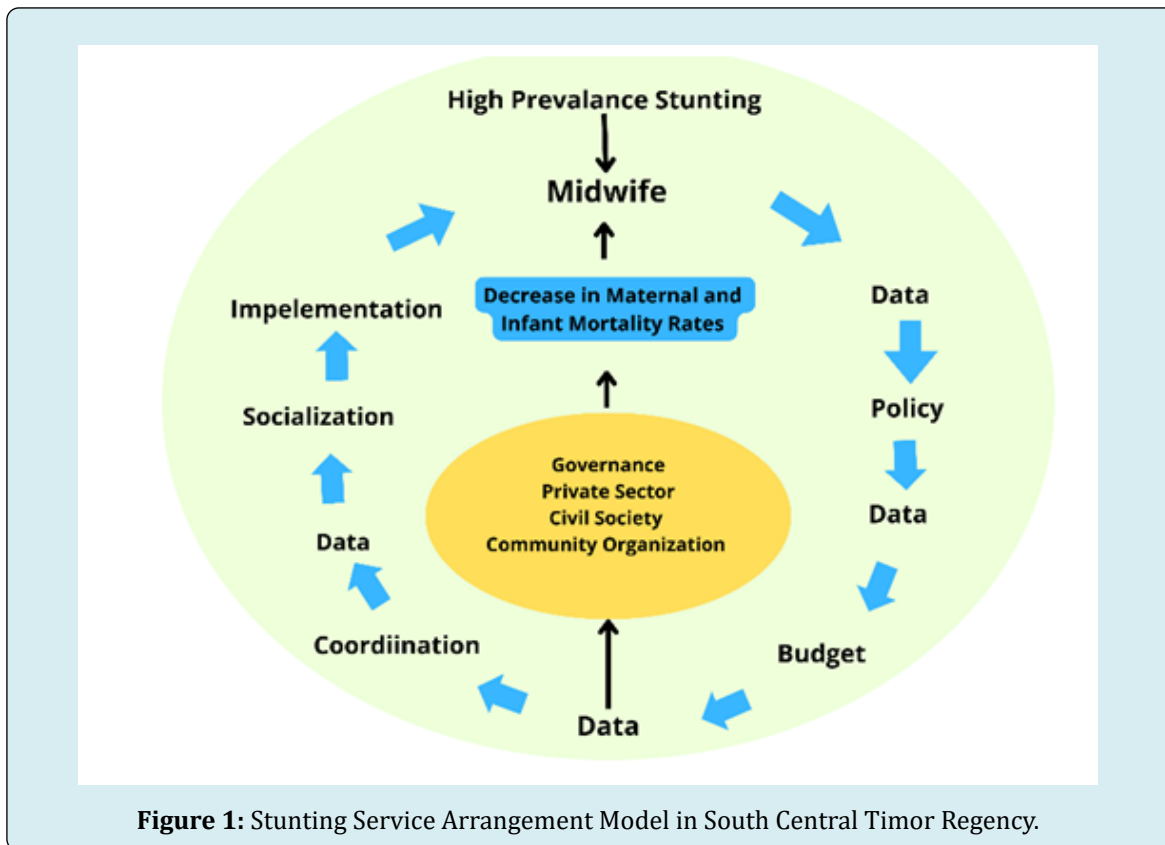 High Prevalance Stunting
Midwife
Decrease in Maternal and
Infant Mortality Rates
Data
Impelementation
Policy
Socialization
Governance
Private Sector
Civil Society
Community Organization
Data
Data
Coordiination
Budget
Data
Figure 1: Stunting Service Arrangement Model in South Central Timor Regency.